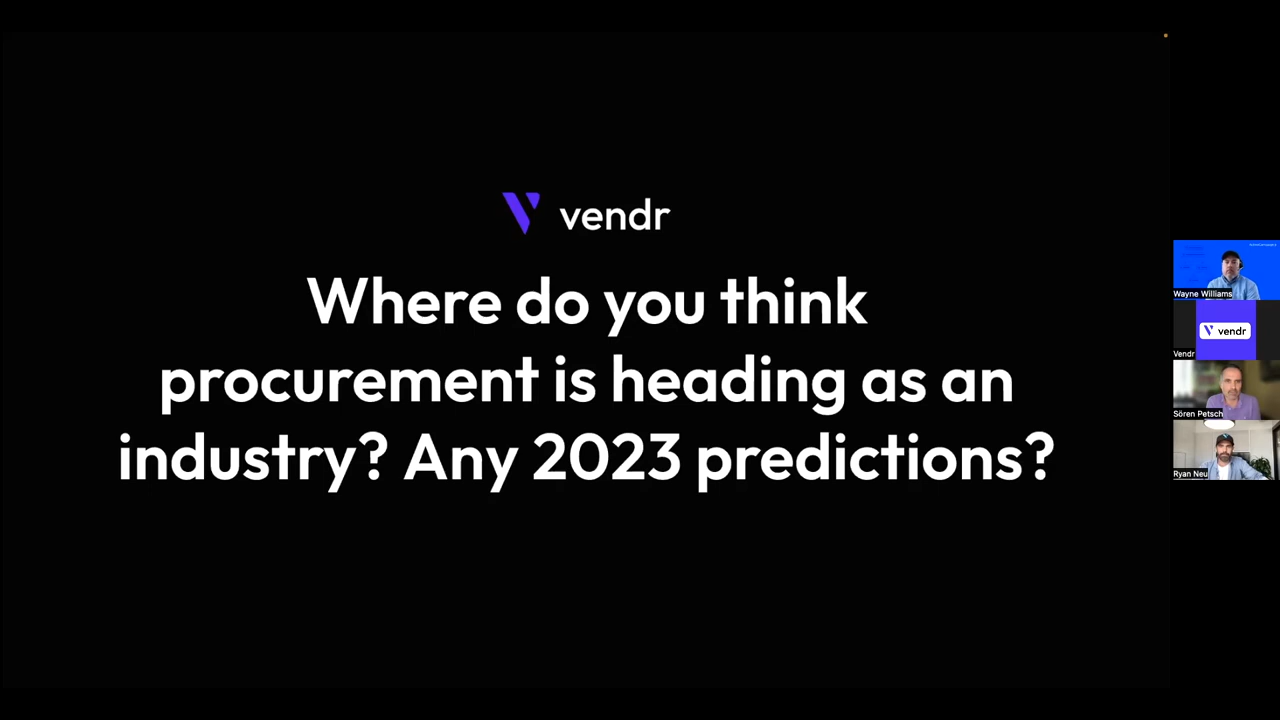 vendr
Where do you think
procurement is heading as an
industry? Any 2023 predictions?
Wayne Williams
vendr
Vendr
Sören Petsch
Ryan Neu